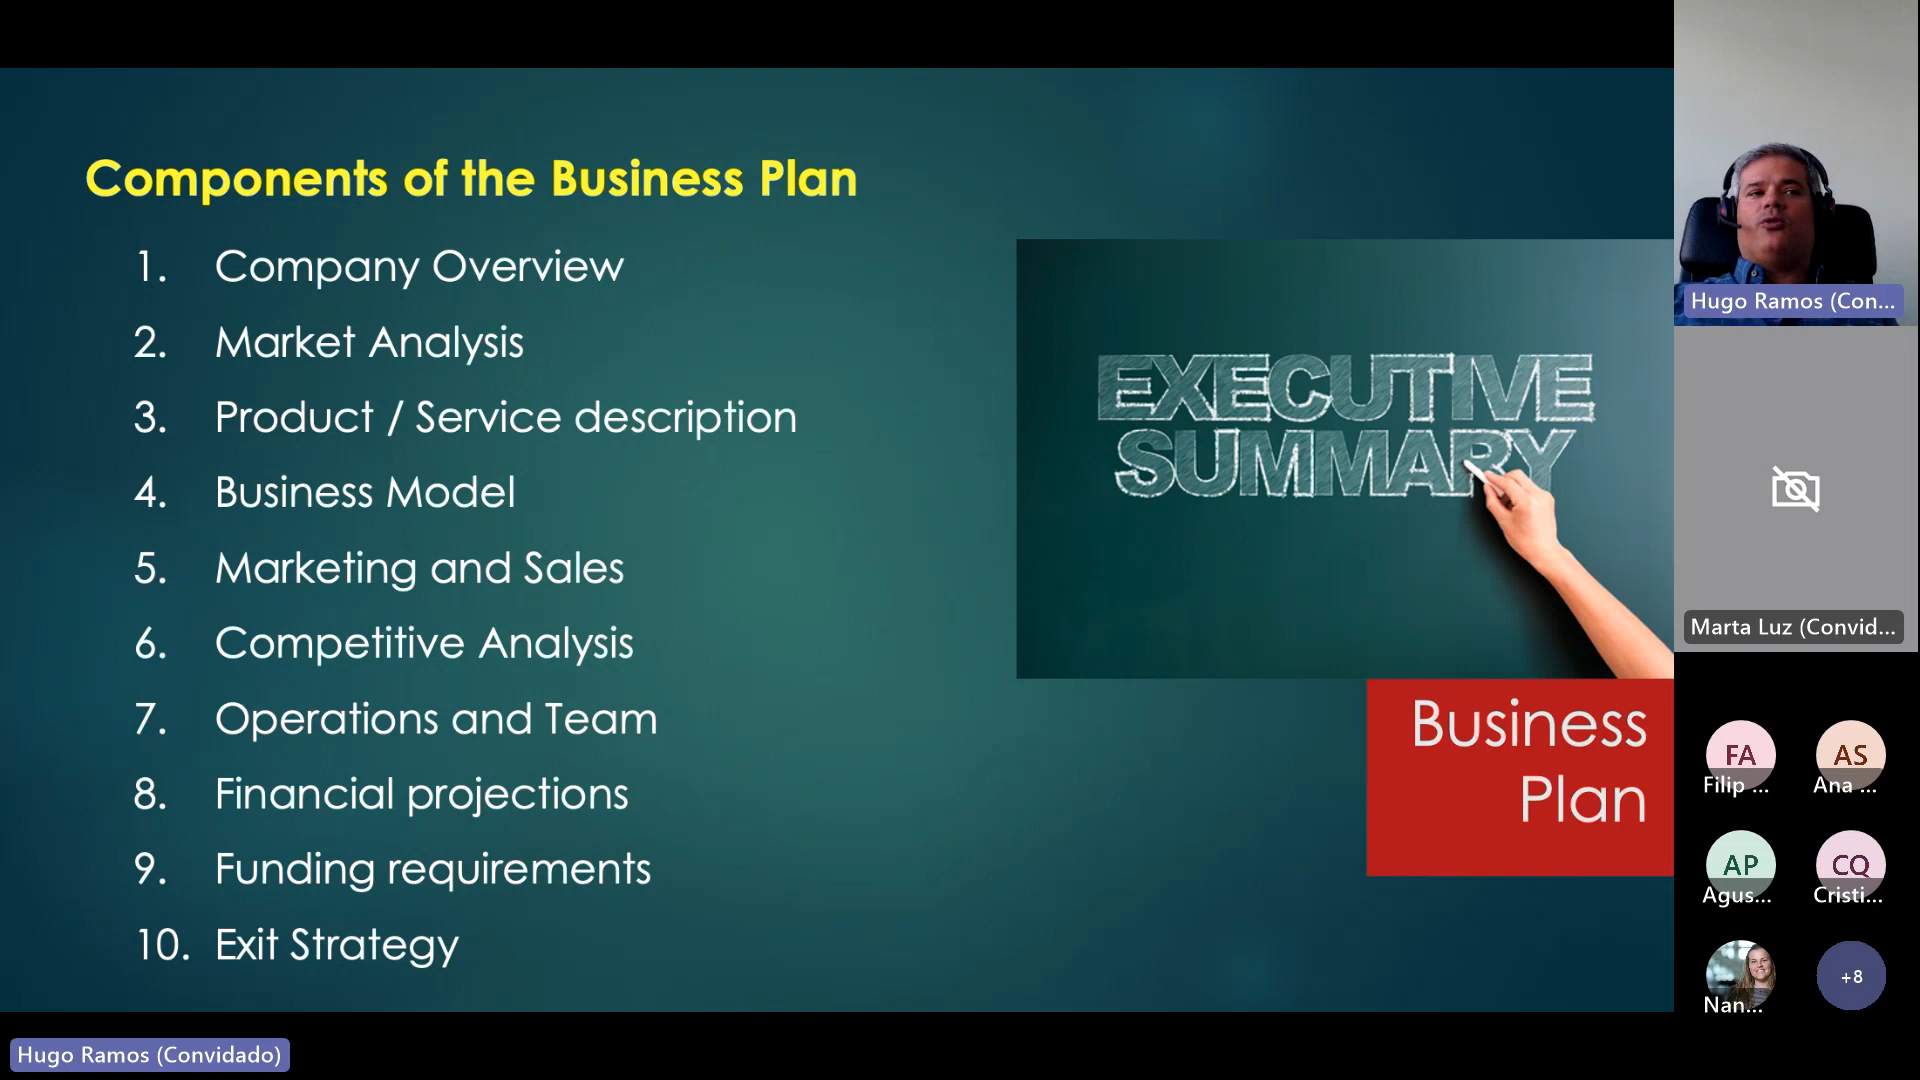 Components of the Business Plan
1. Company Overview
2. Market Analysis
3. Product / Service description
4. Business Model
5. Marketing and Sales
6. Competitive Analysis
7. Operations and Team
8. Financial projections
9. Funding requirements
10. Exit Strategy
EXECUTIVE
SUMMARY
Business
Plan
Hugo Ramos (Con...
Marta Luz (Convid...
FA
Filip ...
AS
Ana ...
AP
Agus...
CQ
Cristi...
Nan...
+8
Hugo Ramos (Convidado)